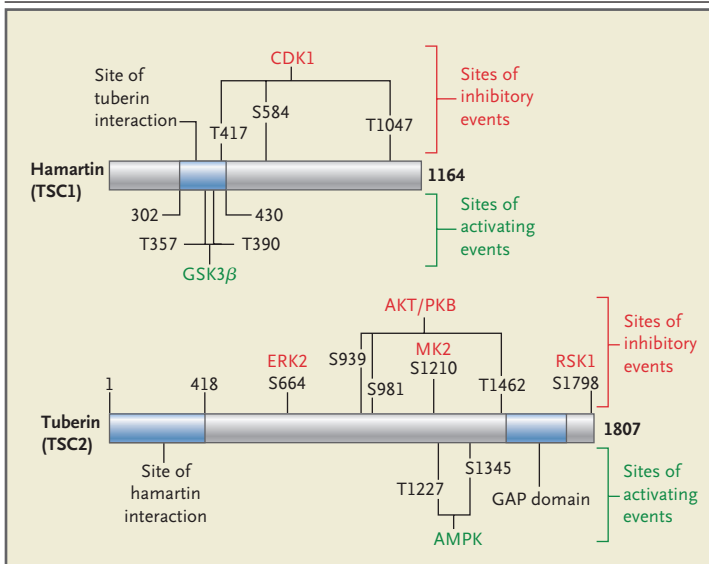 CDK1
Site of
tuberin
interaction
S584
T417
T1047
Sites of
inhibitory
events
Hamartin
(TSC1)
1164
302
430
T357
T390
GSK3β
Sites of
activating
events
AKT/PKB
Sites of
inhibitory
events
ERK2
S664
S939
S981
MK2
S1210
T1462
RSK1
S1798
1
418
Tuberin
(TSC2)
1807
Site of
hamartin
interaction
T1227
S1345
GAP domain
AMPK
Sites of
activating
events